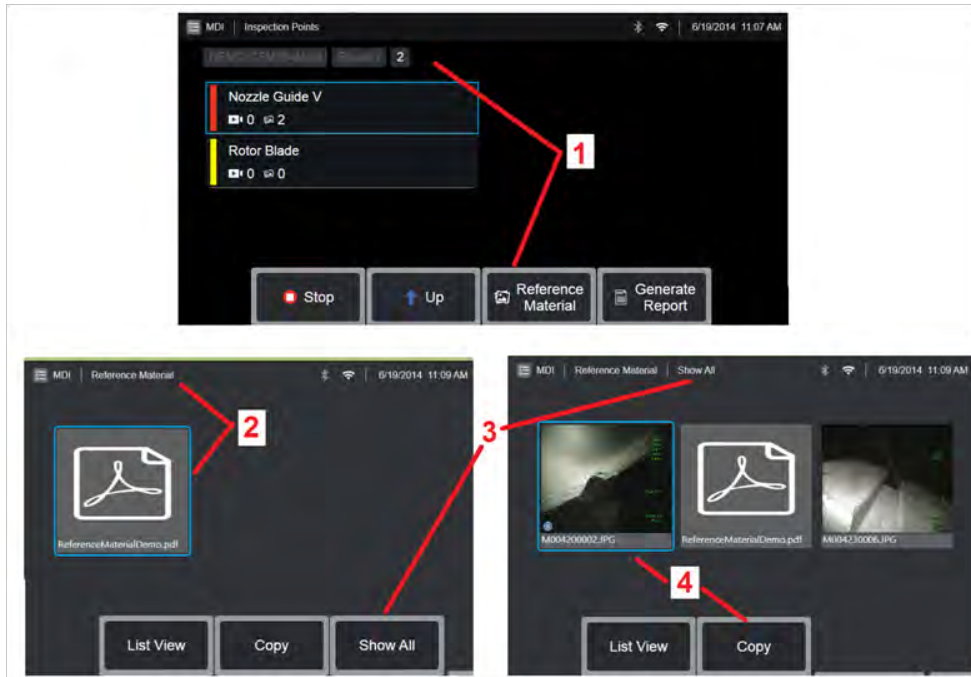 MDI | Inspection Points 6/19/2014 11:07 AM
2
Nozzle Guide V
0 2
Rotor Blade
0 0
1
Stop
Up
Reference
Material
Generate
Report
MDI | Reference Material 6/19/2014 11:09 AM
2
ReferenceMaterialDemo.pdf
List View
Copy
Show All
3
MDI | Reference Material | Show All 6/19/2014 11:09 AM
M004200002.JPG
ReferenceMaterialDemo.pdf
M004230006.JPG
4
List View
Copy